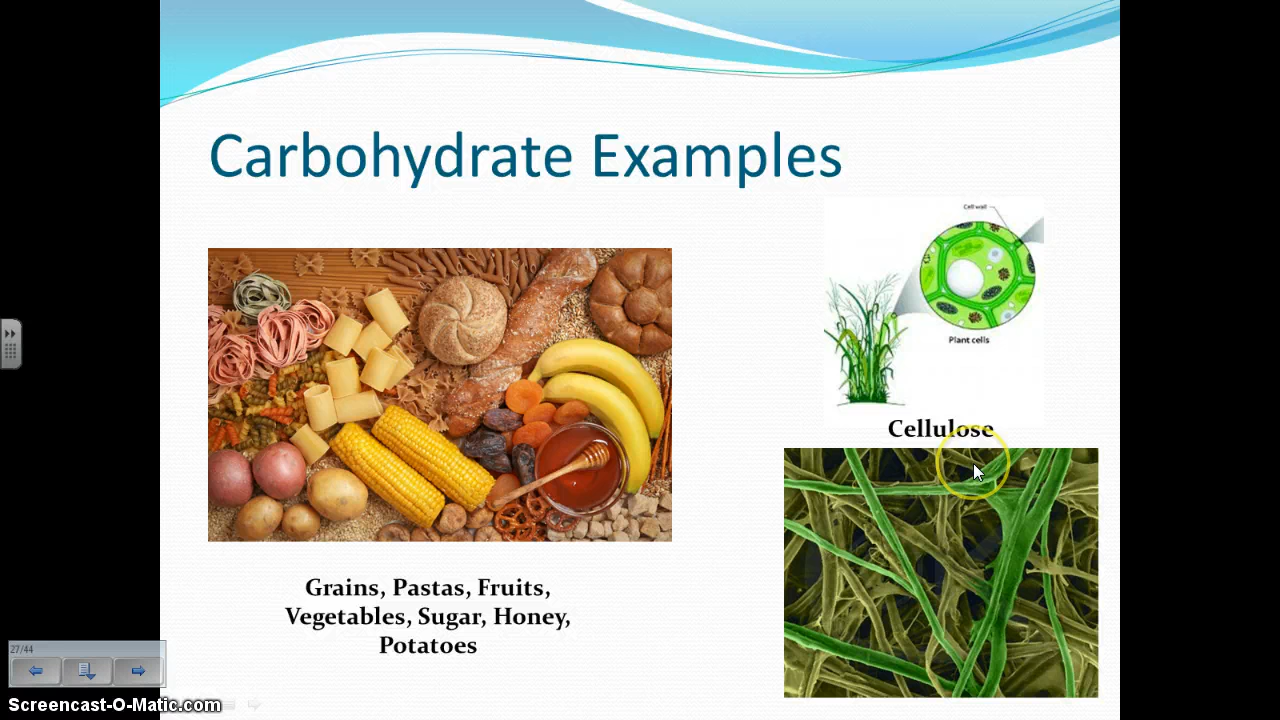 Carbohydrate Examples
Cell wall
Plant cells
Cellulose
Grains, Pastas, Fruits,
Vegetables, Sugar, Honey,
Potatoes
27/44
Screencast-O-Matic.com